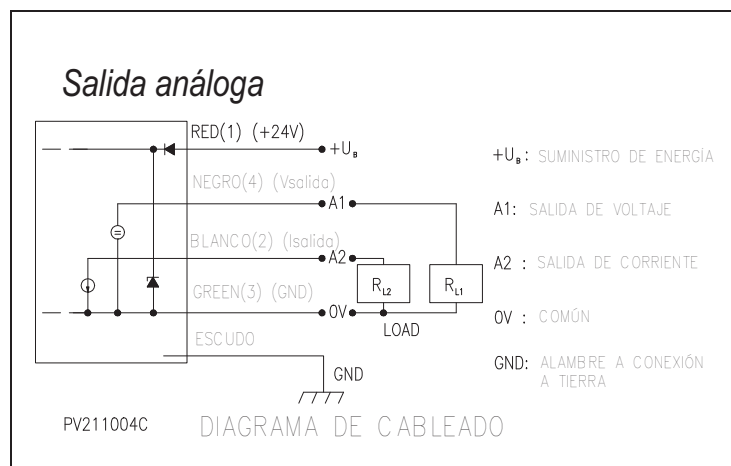 Salida análoga
RED(1) (+24V)
+UB
+UB: SUMINISTRO DE ENERGÍA
NEGRO(4) (Vsalida)
A1
A1: SALIDA DE VOLTAJE
BLANCO(2) (Isalida)
A2
A2 : SALIDA DE CORRIENTE
RL2
RL1
GREEN(3) (GND)
0V
0V : COMÚN
LOAD
ESCUDO
GND
GND: ALAMBRE A CONEXIÓN
A TIERRA
PV211004C
DIAGRAMA DE CABLEADO